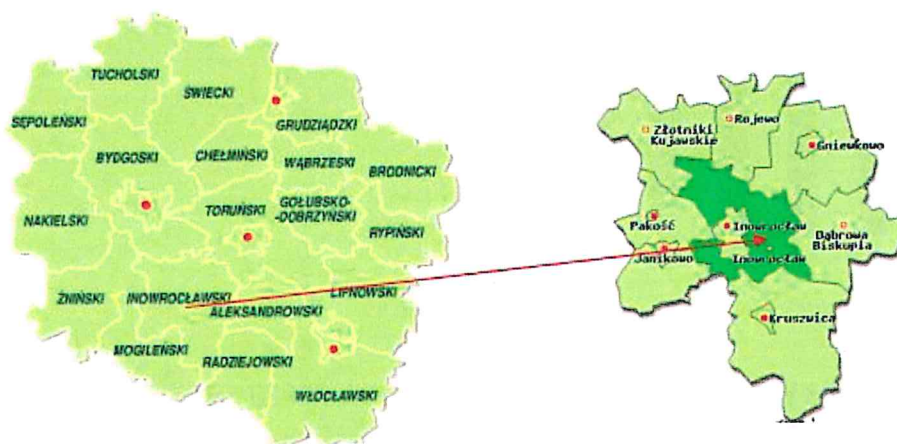 TUCHOLSKI
ŚWIECKI
SĘPOLEŃSKI
GRUDZIĄDZKI
BYDGOSKI
CHEŁMIŃSKI
WĄBRZESKI
BRODNICKI
NAKIELSKI
TORUŃSKI
GOŁUBSKO-
-DOBRZYŃSKI
RYPIŃSKI
ŻNIŃSKI
INOWROCŁAWSKI
LIPNOWSKI
ALEKSANDROWSKI
MOGILEŃSKI
RADZIEJOWSKI
WŁOCŁAWSKI
Złotniki
Kujawskie
Rojewo
Gniewkowo
Pakość
Inowrocław
Dąbrowa
Biskupia
Janikowo
Inowrocław
Kruszwica